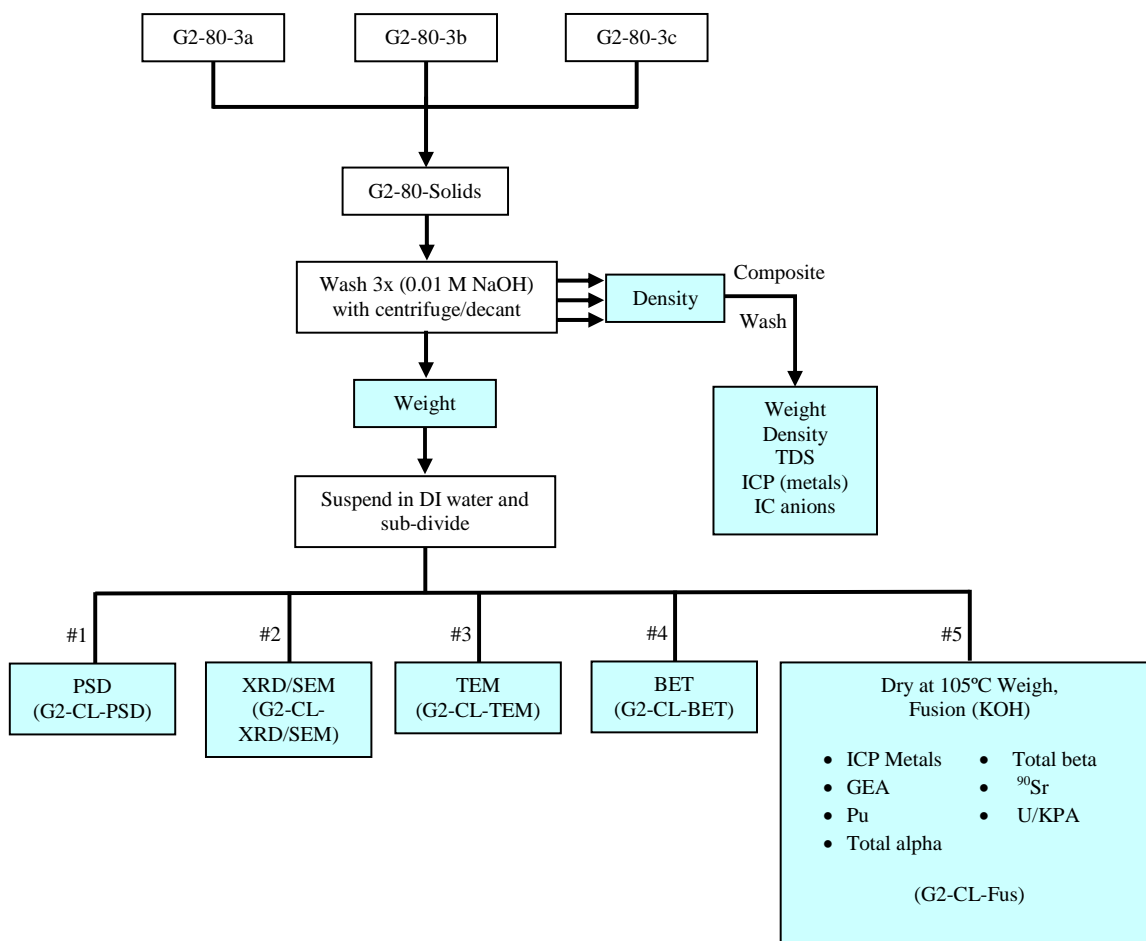 G2-80-3a
G2-80-3b
G2-80-3c
G2-80-Solids
Wash 3x (0.01 M NaOH)
with centrifuge/decant
Density
Composite
Wash
Weight
Weight
Density
TDS
ICP (metals)
IC anions
Suspend in DI water and
sub-divide
#1
#2
#3
#4
#5
PSD
(G2-CL-PSD)
XRD/SEM
(G2-CL-
XRD/SEM)
TEM
(G2-CL-TEM)
BET
(G2-CL-BET)
Dry at 105ºC Weigh,
Fusion (KOH)
• ICP Metals
• GEA
• Pu
• Total alpha
• Total beta
• ⁹⁰Sr
• U/KPA
(G2-CL-Fus)